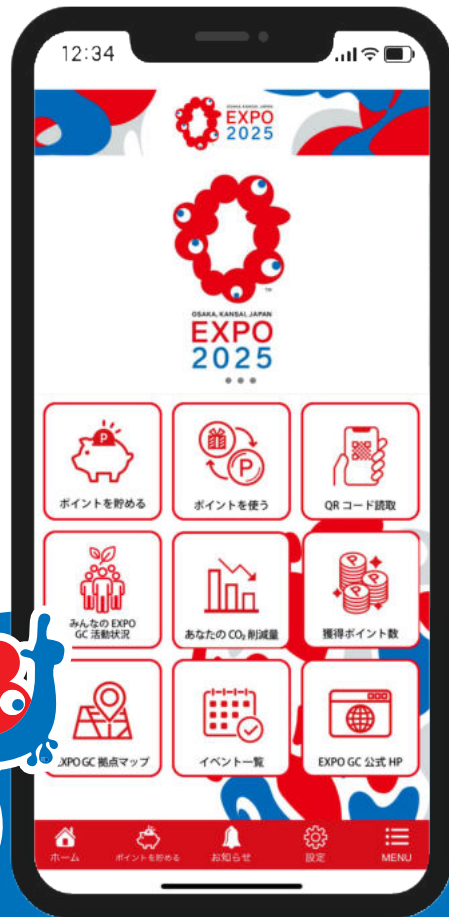 12:34
OSAKA, KANSAI, JAPAN
EXPO
2025
OSAKA, KANSAI, JAPAN
EXPO
2025
TM
P
P
ポイントを貯める
ポイントを使う
QRコード読取
みんなの EXPO
GC 活動状況
あなたの CO₂ 削減量
獲得ポイント数
EXPO GC 拠点マップ
イベント一覧
EXPO GC 公式 HP
ホーム
ポイントを貯める
お知らせ
設定
MENU